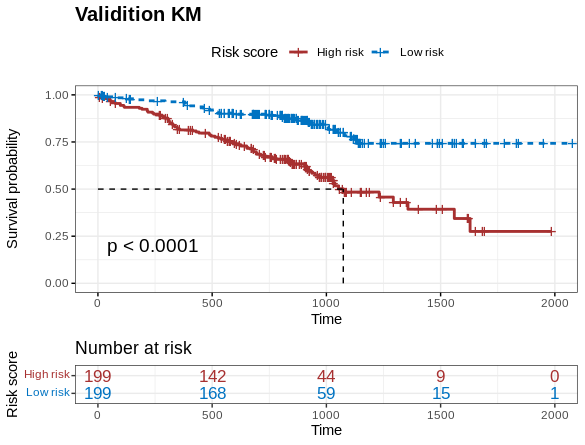 Validition KM
Risk score High risk Low risk
Survival probability
1.00
0.75
0.50
0.25
0.00
p < 0.0001
0 500 1000 1500 2000
Time
Number at risk
Risk score
High risk 199 142 44 9 0
Low risk 199 168 59 15 1
0 500 1000 1500 2000
Time